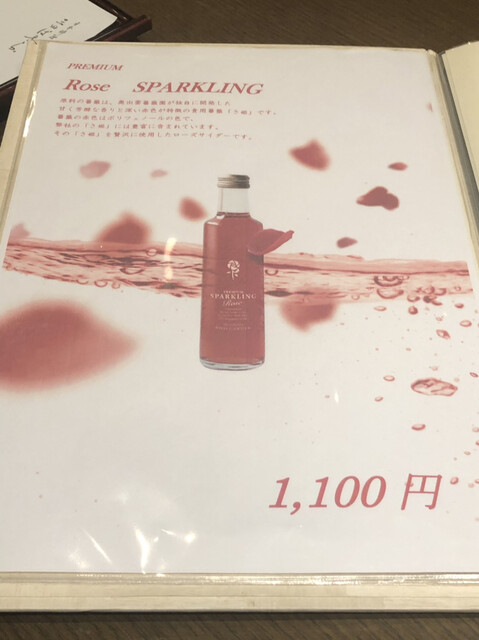 PREMIUM
Rose SPARKLING
原料の薔薇は、奥出雲薔薇園が独自に開発した
甘く芳醇な香りと深い赤色が特徴の食用薔薇「さ姫」です。
薔薇の赤色はポリフェノールの色で、
弊社の「さ姫」には豊富に含まれています。
その「さ姫」を贅沢に使用したローズサイダーです。
PREMIUM
SPARKLING
Rose
1,100 円